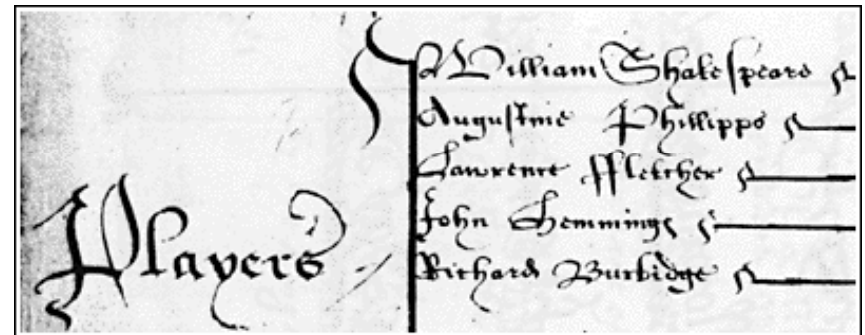 William Shakespeare
Augustine Phillipps
Lawrence ffletcher
John Hemminges
Richard Burbidge
Players